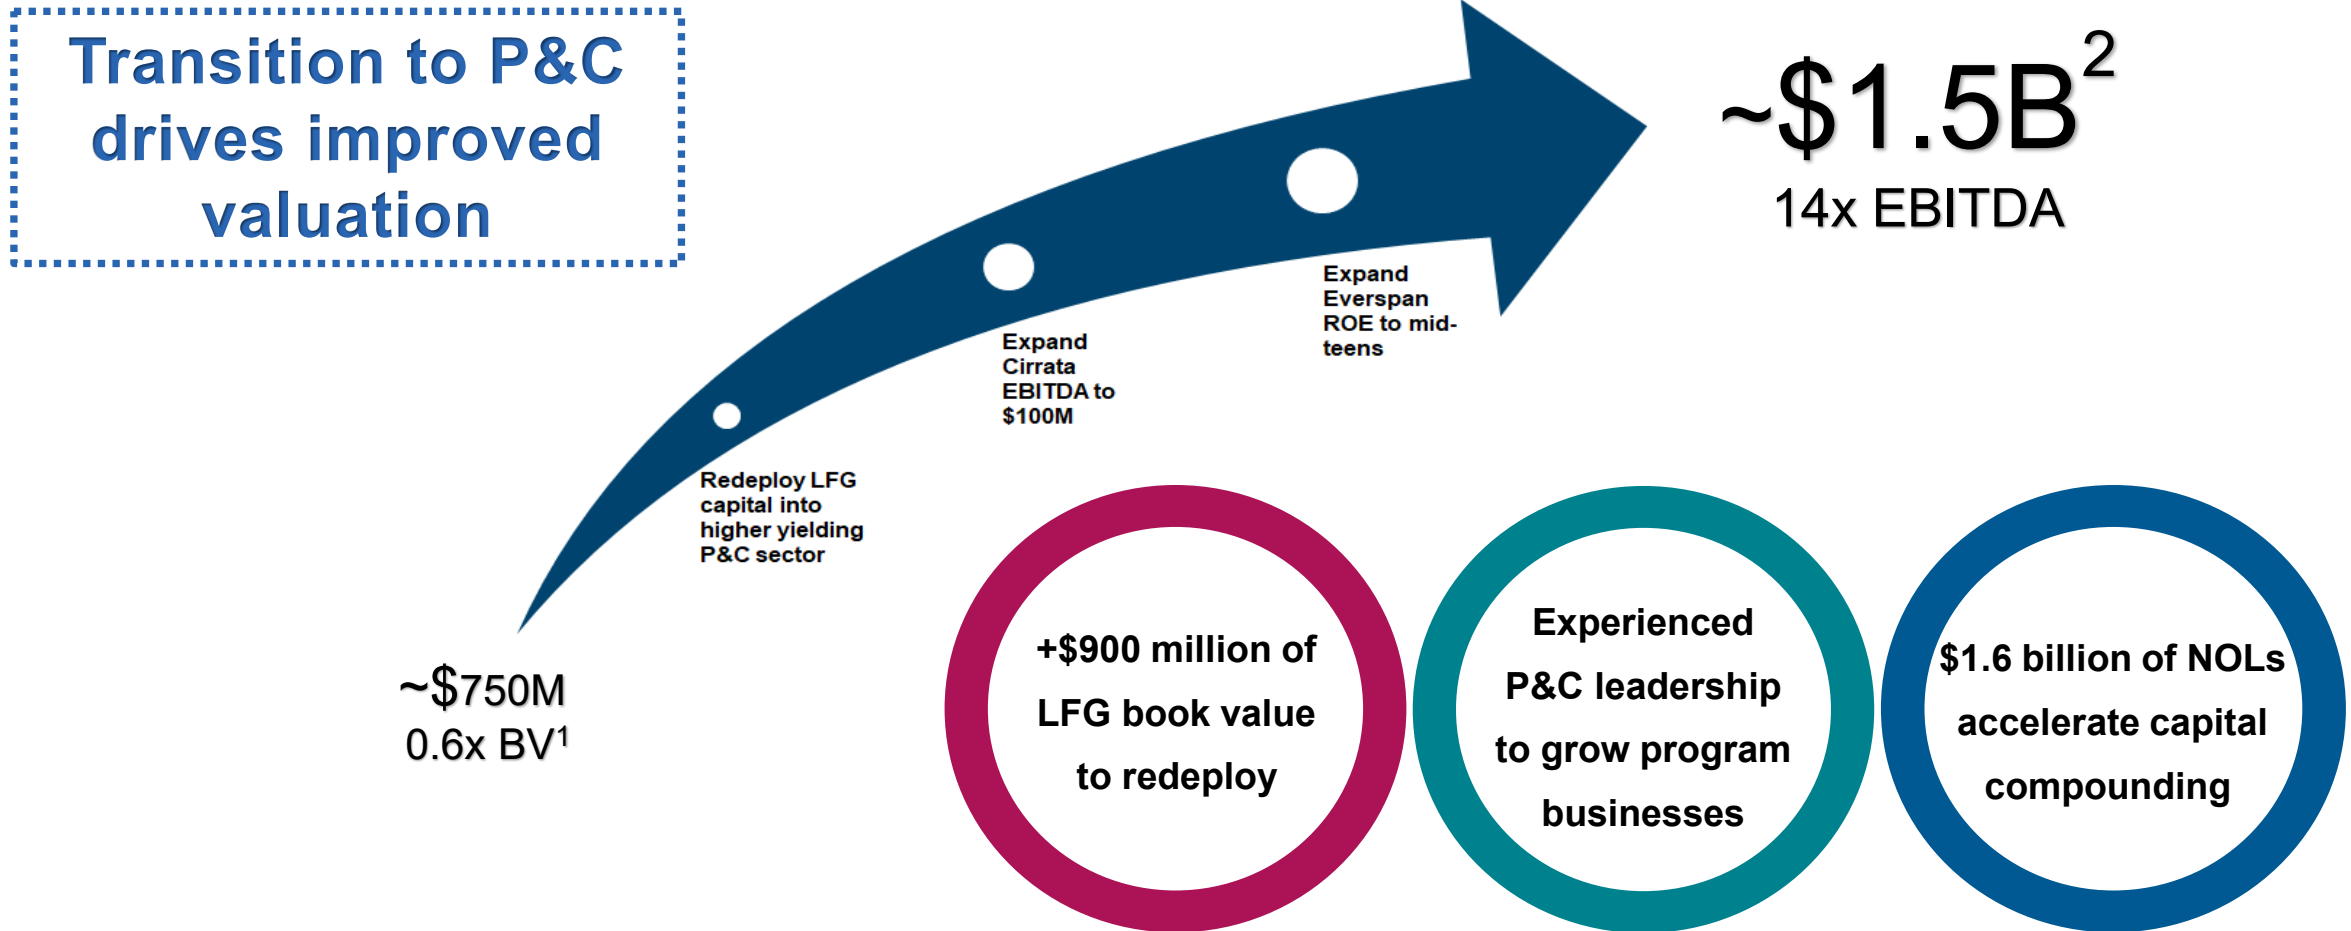 Transition to P&C
drives improved
valuation
~$1.5B²
14x EBITDA
Expand
Everspan
ROE to mid-
teens
Expand
Cirrata
EBITDA to
$100M
Redeploy LFG
capital into
higher yielding
P&C sector
~$750M
0.6x BV¹
+$900 million of
LFG book value
to redeploy
Experienced
P&C leadership
to grow program
businesses
$1.6 billion of NOLs
accelerate capital
compounding